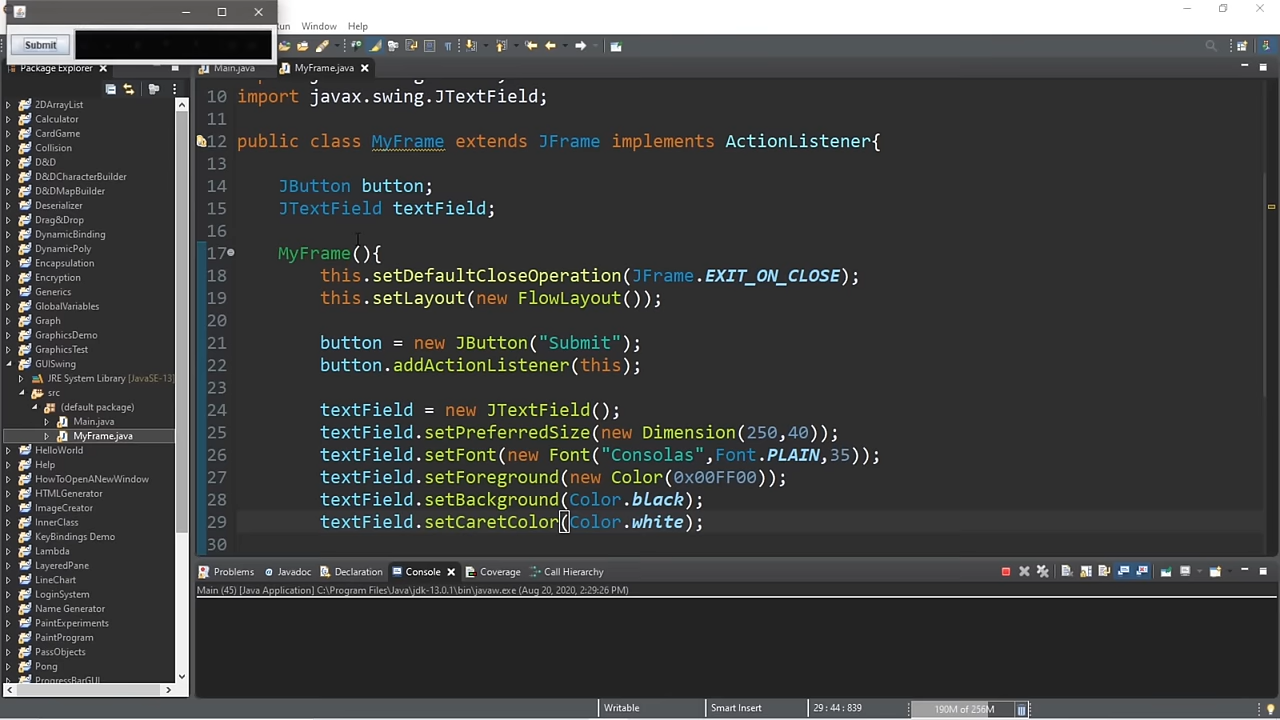 Submit
Run Window Help
Package Explorer
Main.java MyFrame.java
2DArrayList
Calculator
CardGame
Collision
D&D
D&DCharacterBuilder
D&DMapBuilder
Deserializer
Drag&Drop
DynamicBinding
DynamicPoly
Encapsulation
Encryption
Generics
GlobalVariables
Graph
GraphicsDemo
GraphicsTest
GUISwing
JRE System Library [JavaSE-13]
src
(default package)
Main.java
MyFrame.java
HelloWorld
Help
HowToOpenANewWindow
HTMLGenerator
ImageCreator
InnerClass
KeyBindings Demo
Lambda
LayeredPane
LineChart
LoginSystem
Name Generator
PaintExperiments
PaintProgram
PassObjects
Pong
ProgressBarGUI
10 import javax.swing.JTextField;
11
12 public class MyFrame extends JFrame implements ActionListener{
13
14 JButton button;
15 JTextField textField;
16
17 MyFrame(){
18 this.setDefaultCloseOperation(JFrame.EXIT_ON_CLOSE);
19 this.setLayout(new FlowLayout());
20
21 button = new JButton("Submit");
22 button.addActionListener(this);
23
24 textField = new JTextField();
25 textField.setPreferredSize(new Dimension(250,40));
26 textField.setFont(new Font("Consolas",Font.PLAIN,35));
27 textField.setForeground(new Color(0x00FF00));
28 textField.setBackground(Color.black);
29 textField.setCaretColor(Color.white);
30
Problems Javadoc Declaration Console Coverage Call Hierarchy
Main (45) [Java Application] C:\Program Files\Java\jdk-13.0.1\bin\javaw.exe (Aug 20, 2020, 2:29:26 PM)
Writable Smart Insert 29 : 44 : 839 190M of 256M